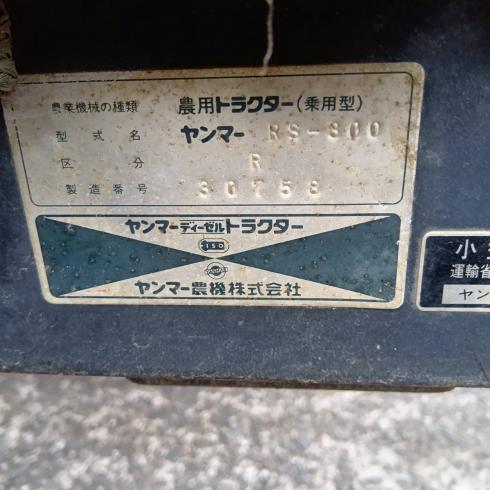 農業機械の種類 農用トラクター(乗用型)
型式名 ヤンマー RS-300
区分 R
製造番号 30758
ヤンマーディーゼルトラクター
ISO
ヤンマー農機株式会社
小
運輸省
ヤン